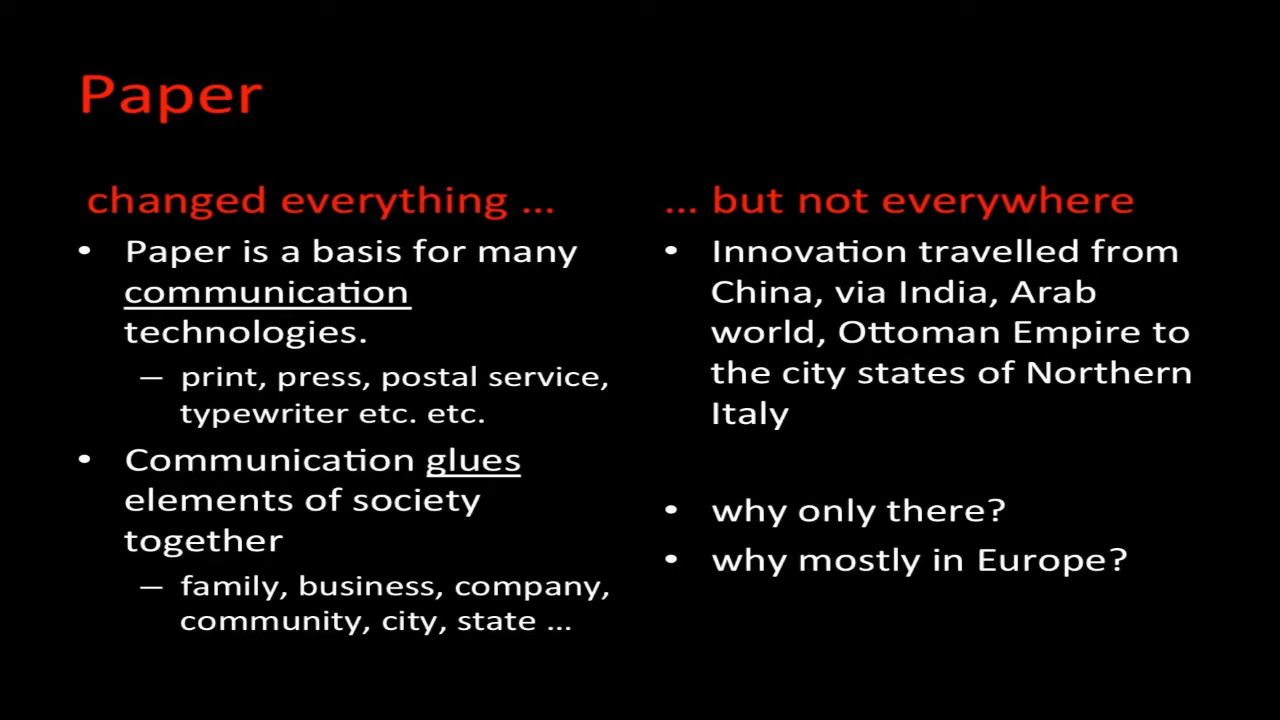 Paper
changed everything ...
• Paper is a basis for many
communication
technologies.
– print, press, postal service,
typewriter etc. etc.
• Communication glues
elements of society
together
– family, business, company,
community, city, state ...
... but not everywhere
• Innovation travelled from
China, via India, Arab
world, Ottoman Empire to
the city states of Northern
Italy
• why only there?
• why mostly in Europe?